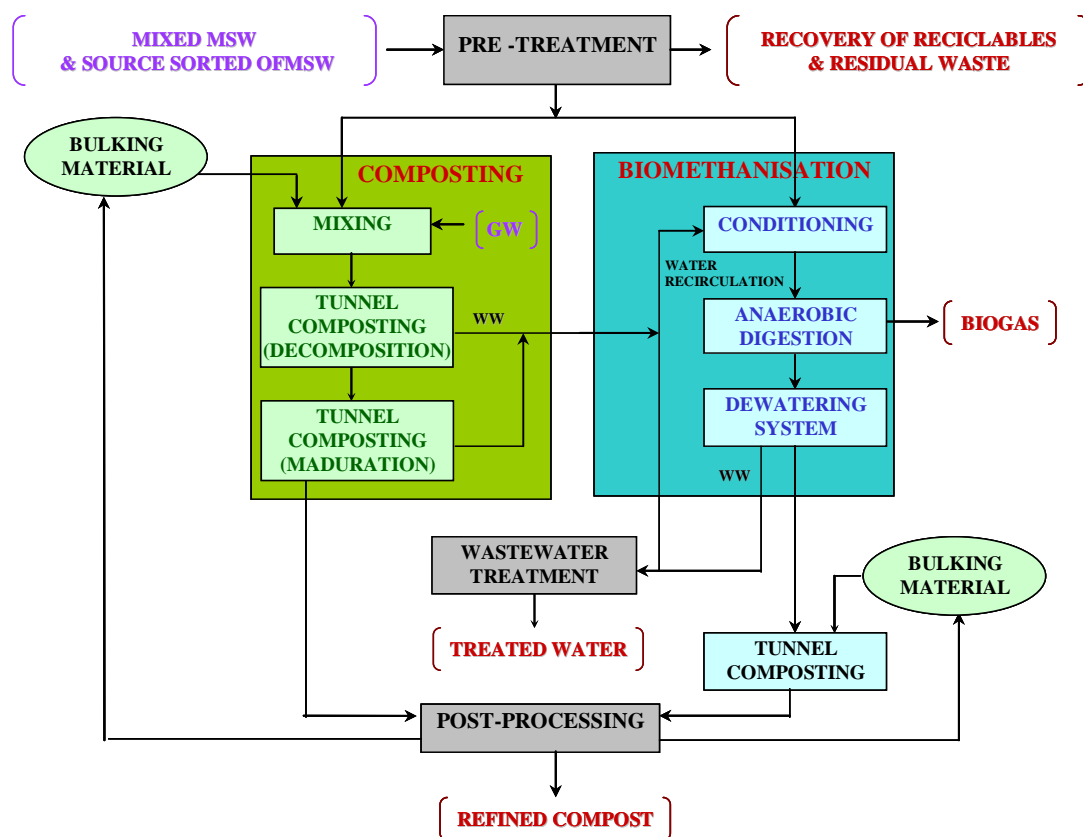 MIXED MSW
& SOURCE SORTED OFMSW
PRE -TREATMENT
RECOVERY OF RECICLABLES
& RESIDUAL WASTE
BULKING
MATERIAL
COMPOSTING
MIXING
GW
TUNNEL
COMPOSTING
(DECOMPOSITION)
WW
TUNNEL
COMPOSTING
(MADURATION)
BIOMETHANISATION
CONDITIONING
WATER
RECIRCULATION
ANAEROBIC
DIGESTION
BIOGAS
DEWATERING
SYSTEM
WW
WASTEWATER
TREATMENT
TREATED WATER
BULKING
MATERIAL
TUNNEL
COMPOSTING
POST-PROCESSING
REFINED COMPOST